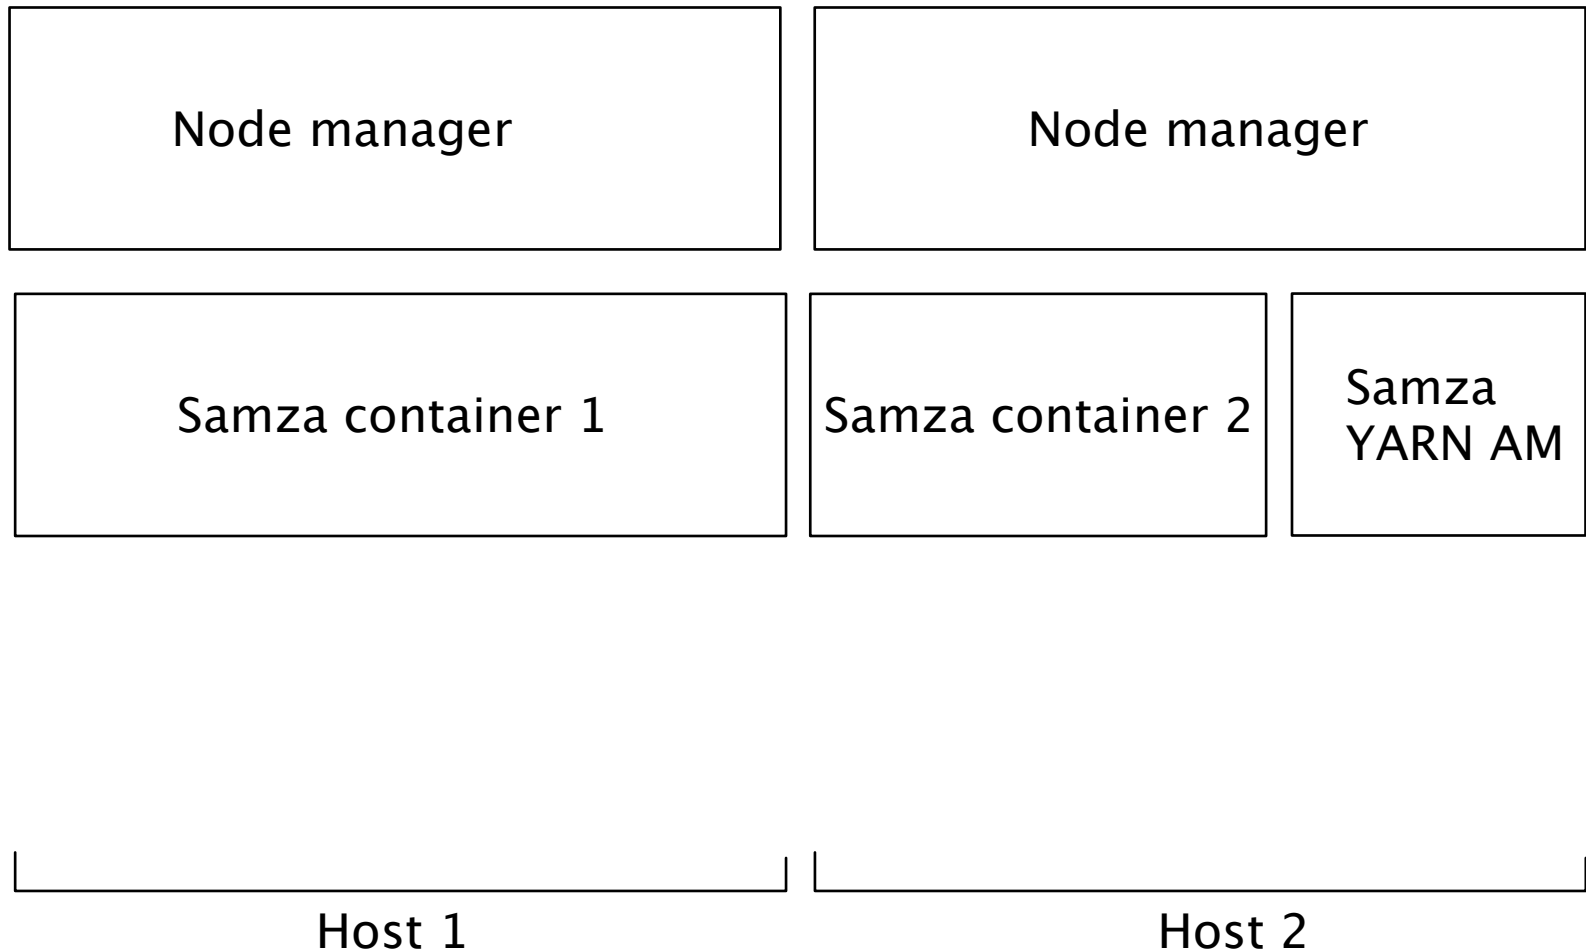 Node manager
Node manager
Samza container 1
Samza container 2
Samza
YARN AM
Host 1
Host 2